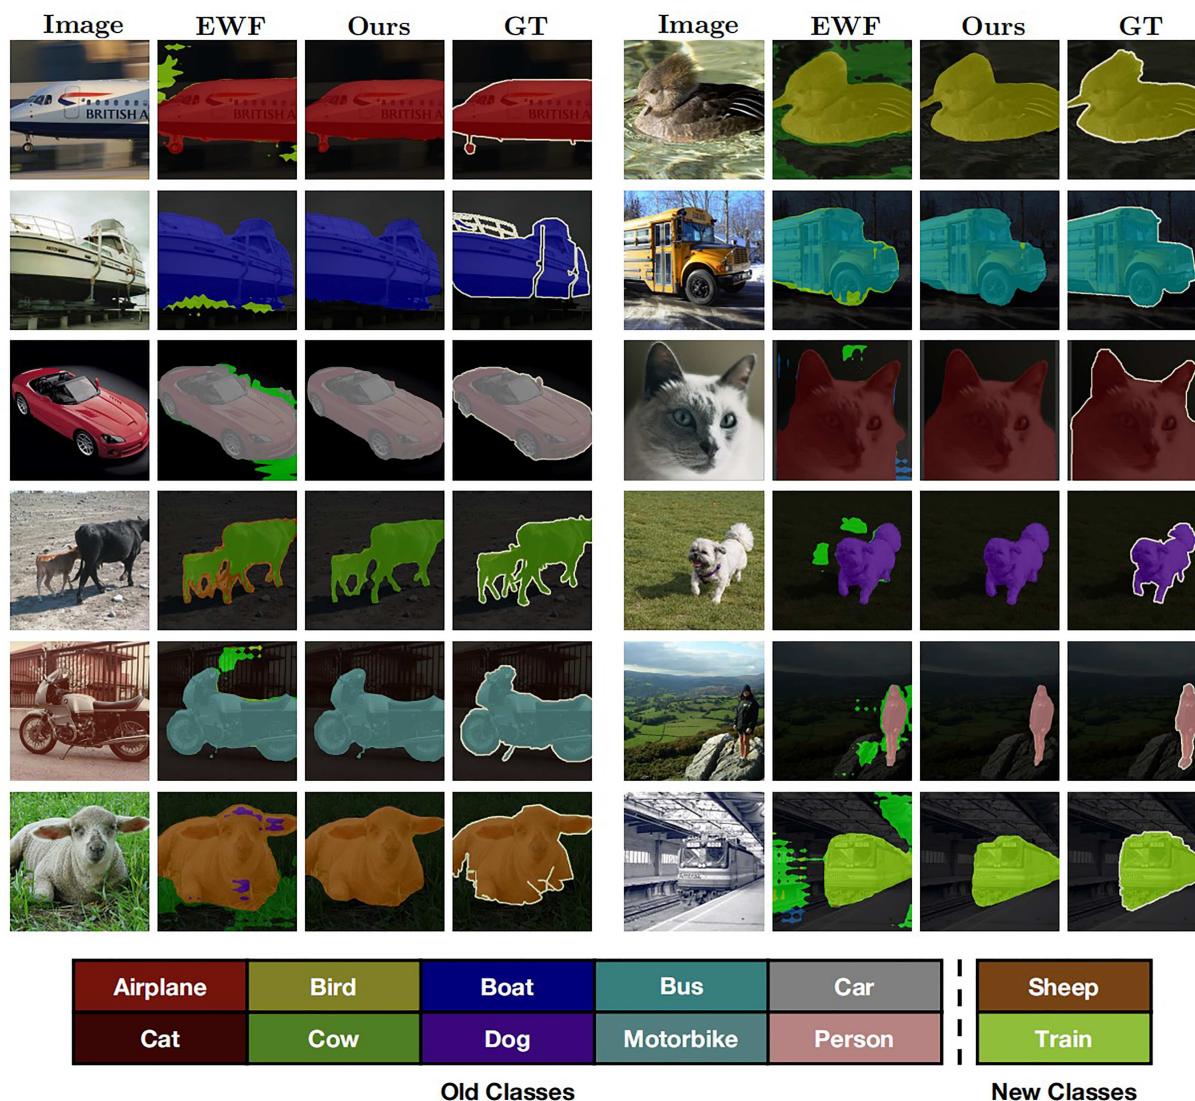 Image EWF Ours GT Image EWF Ours GT
BRITISH A BRITISH A BRITISH A BRITISH A
Airplane Bird Boat Bus Car Sheep
Cat Cow Dog Motorbike Person Train
Old Classes New Classes